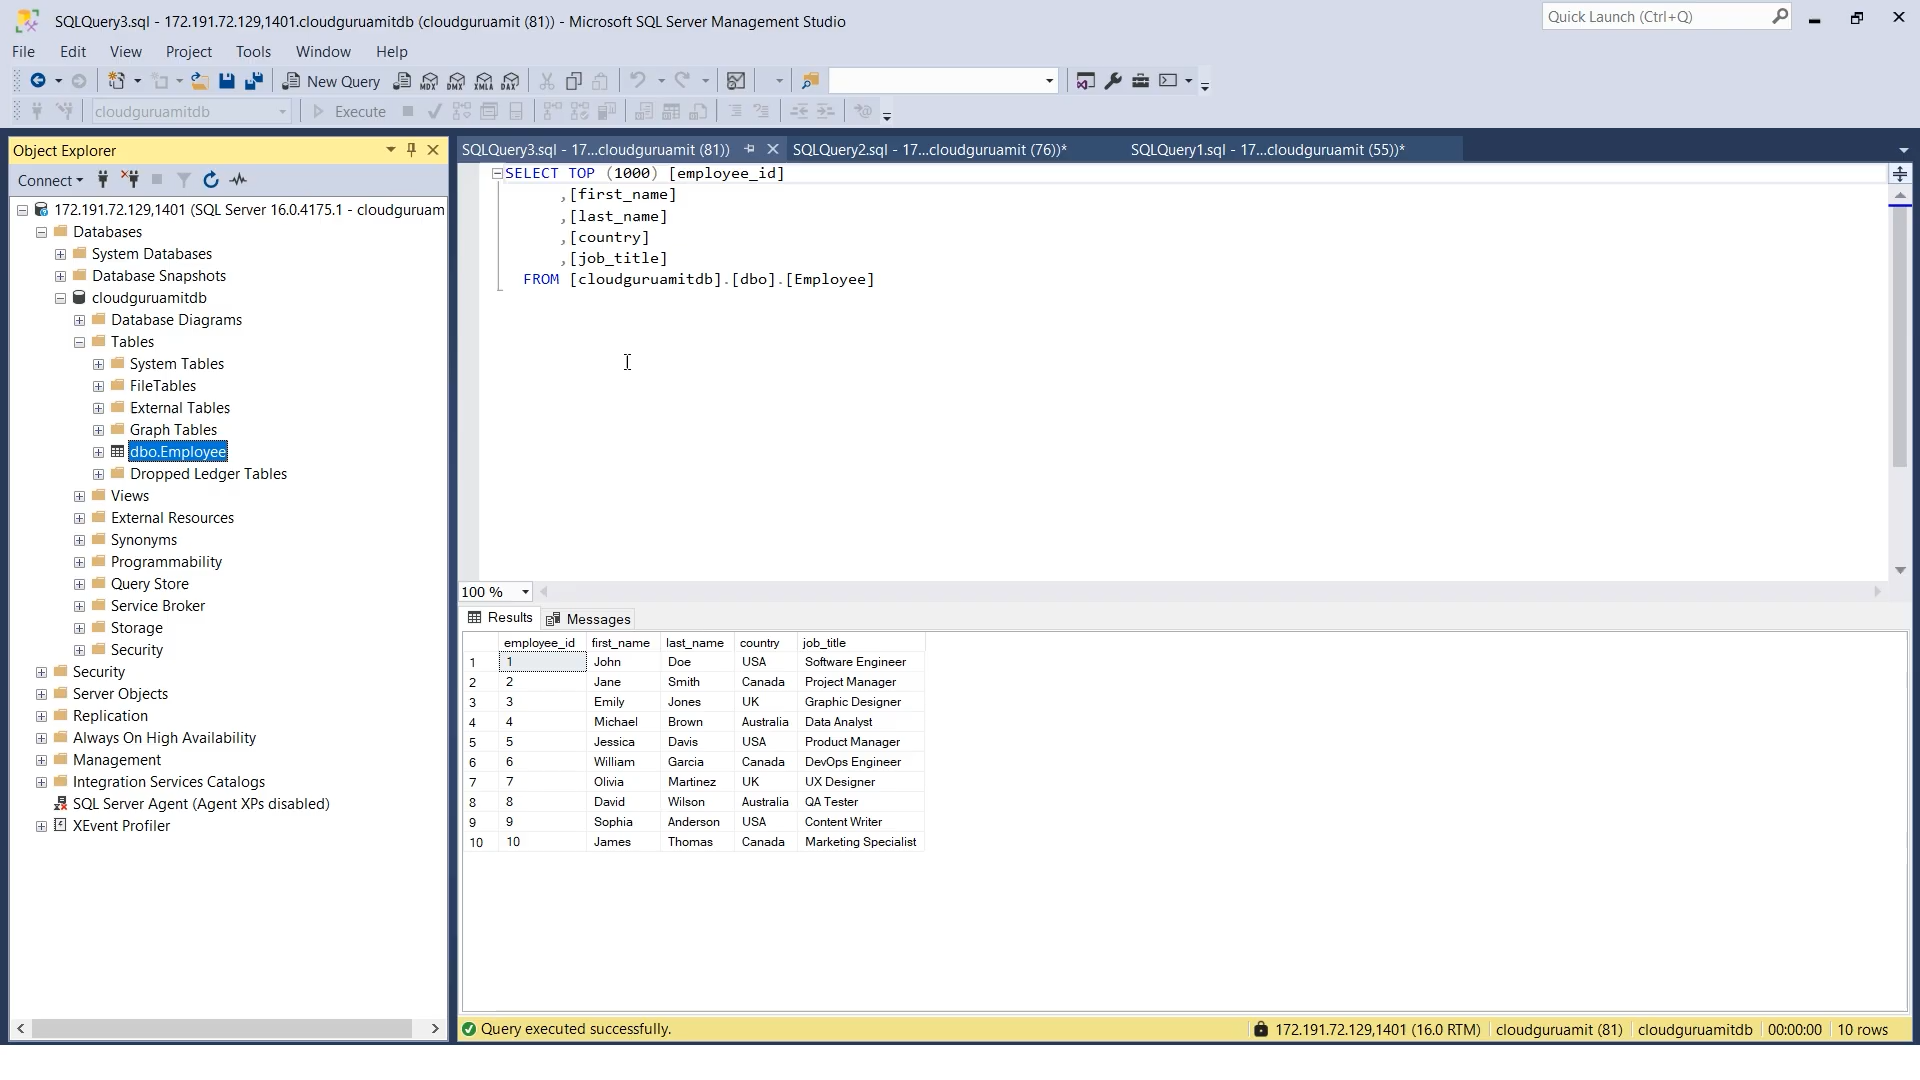 SQLQuery3.sql - 172.191.72.129,1401.cloudguruamitdb (cloudguruamit (81)) - Microsoft SQL Server Management Studio
Quick Launch (Ctrl+Q)
File Edit View Project Tools Window Help
New Query MDX DMX XMLA DAX
cloudguruamitdb Execute
Object Explorer
Connect
172.191.72.129,1401 (SQL Server 16.0.4175.1 - cloudguruam
Databases
System Databases
Database Snapshots
cloudguruamitdb
Database Diagrams
Tables
System Tables
FileTables
External Tables
Graph Tables
dbo.Employee
Dropped Ledger Tables
Views
External Resources
Synonyms
Programmability
Query Store
Service Broker
Storage
Security
Security
Server Objects
Replication
Always On High Availability
Management
Integration Services Catalogs
SQL Server Agent (Agent XPs disabled)
XEvent Profiler
SQLQuery3.sql - 17...cloudguruamit (81)) SQLQuery2.sql - 17...cloudguruamit (76))* SQLQuery1.sql - 17...cloudguruamit (55))*
SELECT TOP (1000) [employee_id]
,[first_name]
,[last_name]
,[country]
,[job_title]
FROM [cloudguruamitdb].[dbo].[Employee]
100 %
Results Messages
employee_id first_name last_name country job_title
1 1 John Doe USA Software Engineer
2 2 Jane Smith Canada Project Manager
3 3 Emily Jones UK Graphic Designer
4 4 Michael Brown Australia Data Analyst
5 5 Jessica Davis USA Product Manager
6 6 William Garcia Canada DevOps Engineer
7 7 Olivia Martinez UK UX Designer
8 8 David Wilson Australia QA Tester
9 9 Sophia Anderson USA Content Writer
10 10 James Thomas Canada Marketing Specialist
Query executed successfully. 172.191.72.129,1401 (16.0 RTM) cloudguruamit (81) cloudguruamitdb 00:00:00 10 rows